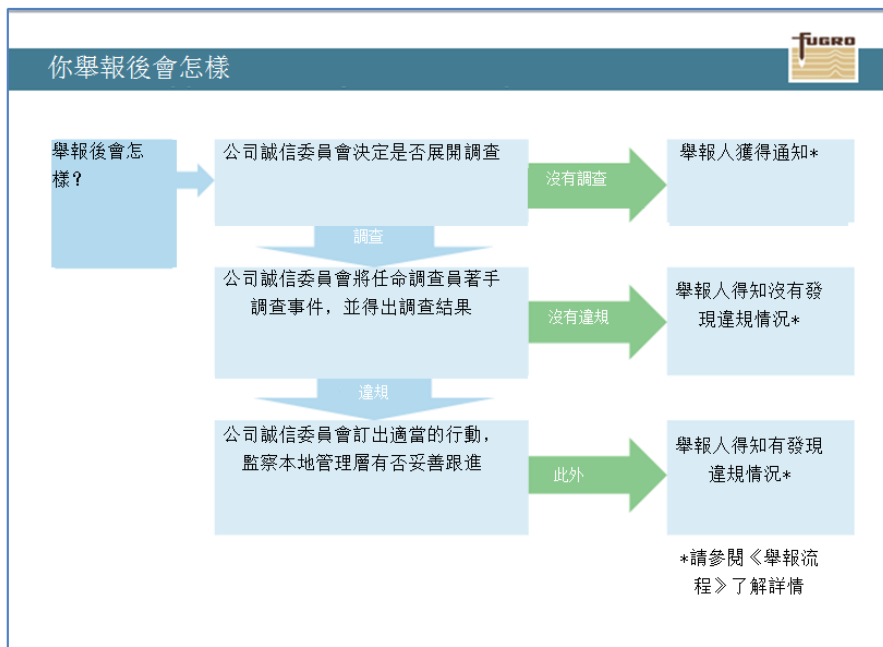 FUGRO
你舉報後會怎樣
舉報後會怎
樣?
公司誠信委員會決定是否展開調查
沒有調查
舉報人獲得通知*
調查
公司誠信委員會將任命調查員著手
調查事件，並得出調查結果
沒有違規
舉報人得知沒有發
現違規情況*
違規
公司誠信委員會訂出適當的行動，
監察本地管理層有否妥善跟進
此外
舉報人得知有發現
違規情況*
*請參閱《舉報流
程》了解詳情